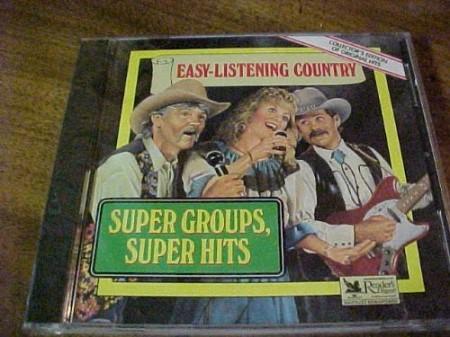 COLLECTOR'S EDITION
OF ORIGINAL HITS
EASY-LISTENING COUNTRY
SUPER GROUPS,
SUPER HITS
Reader's
Digest